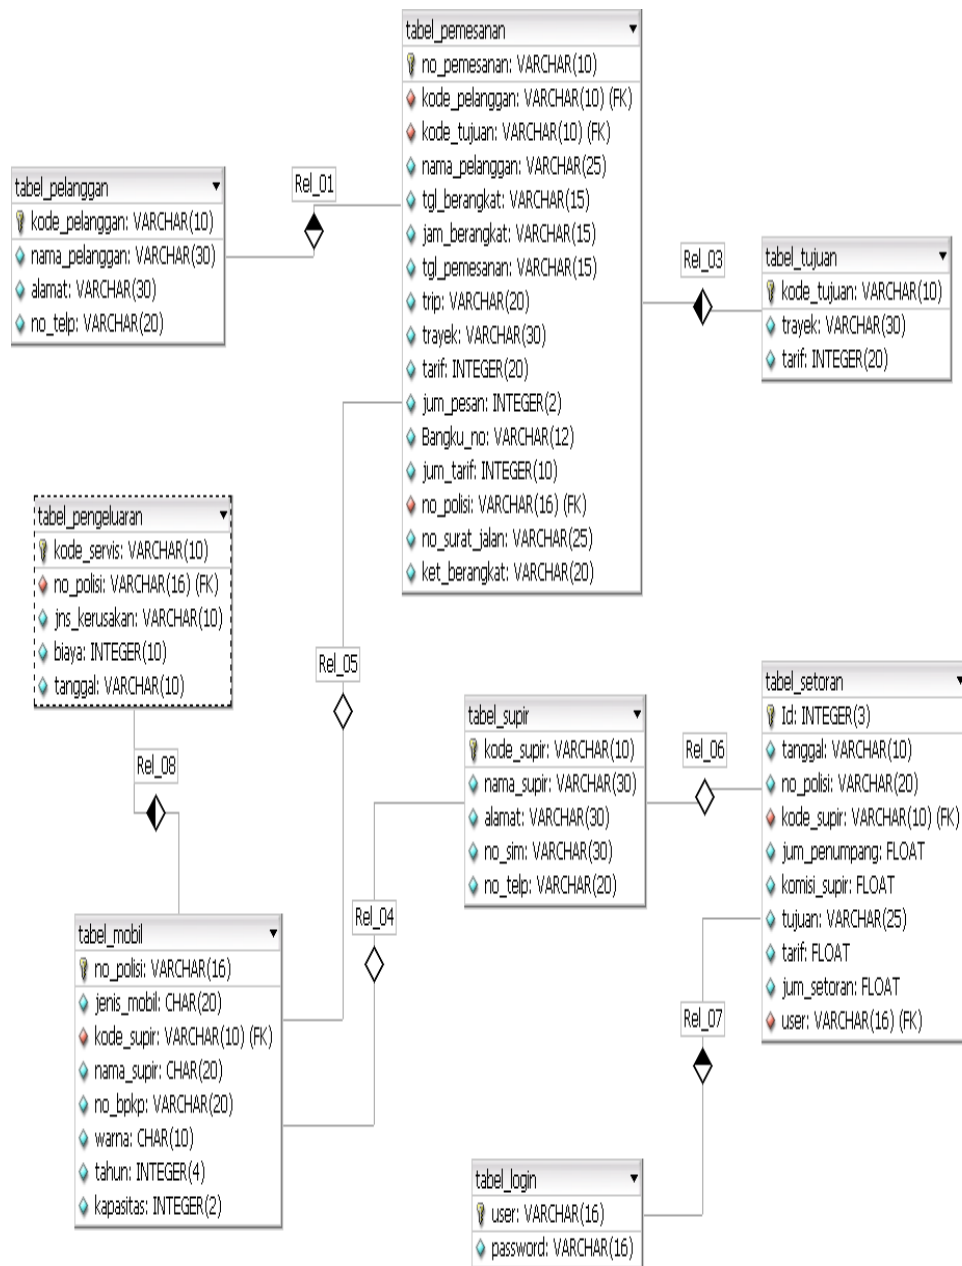 tabel_pemesanan
no_pemesanan: VARCHAR(10)
kode_pelanggan: VARCHAR(10) (FK)
kode_tujuan: VARCHAR(10) (FK)
nama_pelanggan: VARCHAR(25)
tgl_berangkat: VARCHAR(15)
jam_berangkat: VARCHAR(15)
tgl_pemesanan: VARCHAR(15)
trip: VARCHAR(20)
trayek: VARCHAR(30)
tarif: INTEGER(20)
jum_pesan: INTEGER(2)
Bangku_no: VARCHAR(12)
jum_tarif: INTEGER(10)
no_polisi: VARCHAR(16) (FK)
no_surat_jalan: VARCHAR(25)
ket_berangkat: VARCHAR(20)
Rel_01
tabel_pelanggan
kode_pelanggan: VARCHAR(10)
nama_pelanggan: VARCHAR(30)
alamat: VARCHAR(30)
no_telp: VARCHAR(20)
Rel_03
tabel_tujuan
kode_tujuan: VARCHAR(10)
trayek: VARCHAR(30)
tarif: INTEGER(20)
tabel_pengeluaran
kode_servis: VARCHAR(10)
no_polisi: VARCHAR(16) (FK)
jns_kerusakan: VARCHAR(10)
biaya: INTEGER(10)
tanggal: VARCHAR(10)
Rel_05
Rel_08
tabel_supir
kode_supir: VARCHAR(10)
nama_supir: VARCHAR(30)
alamat: VARCHAR(30)
no_sim: VARCHAR(30)
no_telp: VARCHAR(20)
Rel_06
tabel_setoran
Id: INTEGER(3)
tanggal: VARCHAR(10)
no_polisi: VARCHAR(20)
kode_supir: VARCHAR(10) (FK)
jum_penumpang: FLOAT
komisi_supir: FLOAT
tujuan: VARCHAR(25)
tarif: FLOAT
jum_setoran: FLOAT
user: VARCHAR(16) (FK)
Rel_04
tabel_mobil
no_polisi: VARCHAR(16)
jenis_mobil: CHAR(20)
kode_supir: VARCHAR(10) (FK)
nama_supir: CHAR(20)
no_bpkp: VARCHAR(20)
warna: CHAR(10)
tahun: INTEGER(4)
kapasitas: INTEGER(2)
Rel_07
tabel_login
user: VARCHAR(16)
password: VARCHAR(16)